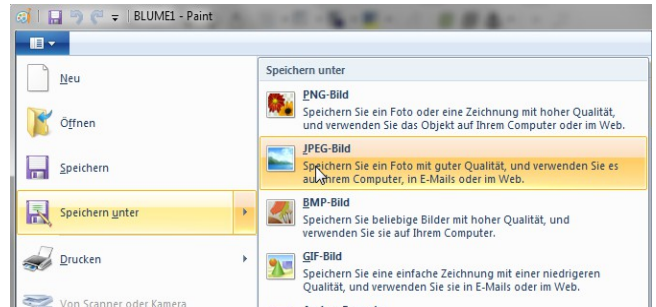 BLUME1 - Paint
Neu
Öffnen
Speichern
Speichern unter
Drucken
Von Scanner oder Kamera
Speichern unter
PNG-Bild
Speichern Sie ein Foto oder eine Zeichnung mit hoher Qualität,
und verwenden Sie das Objekt auf Ihrem Computer oder im Web.
JPEG-Bild
Speichern Sie ein Foto mit guter Qualität, und verwenden Sie es
auf Ihrem Computer, in E-Mails oder im Web.
BMP-Bild
Speichern Sie beliebige Bilder mit hoher Qualität, und
verwenden Sie sie auf Ihrem Computer.
GIF-Bild
Speichern Sie eine einfache Zeichnung mit einer niedrigeren
Qualität, und verwenden Sie sie in E-Mails oder im Web.